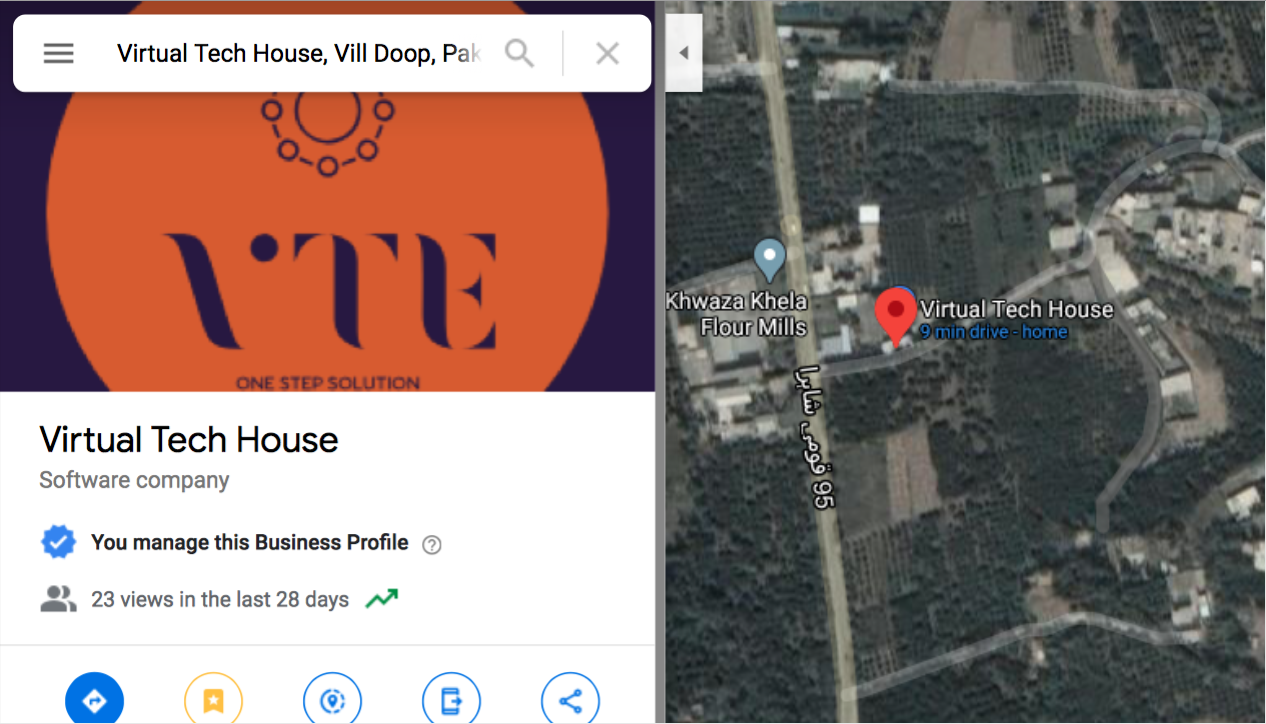 Virtual Tech House, Vill Doop, Pak
VTE
ONE STEP SOLUTION
Virtual Tech House
Software company
You manage this Business Profile
23 views in the last 28 days
Khwaza Khela
Flour Mills
Virtual Tech House
9 min drive - home
95 قومی شاہرا